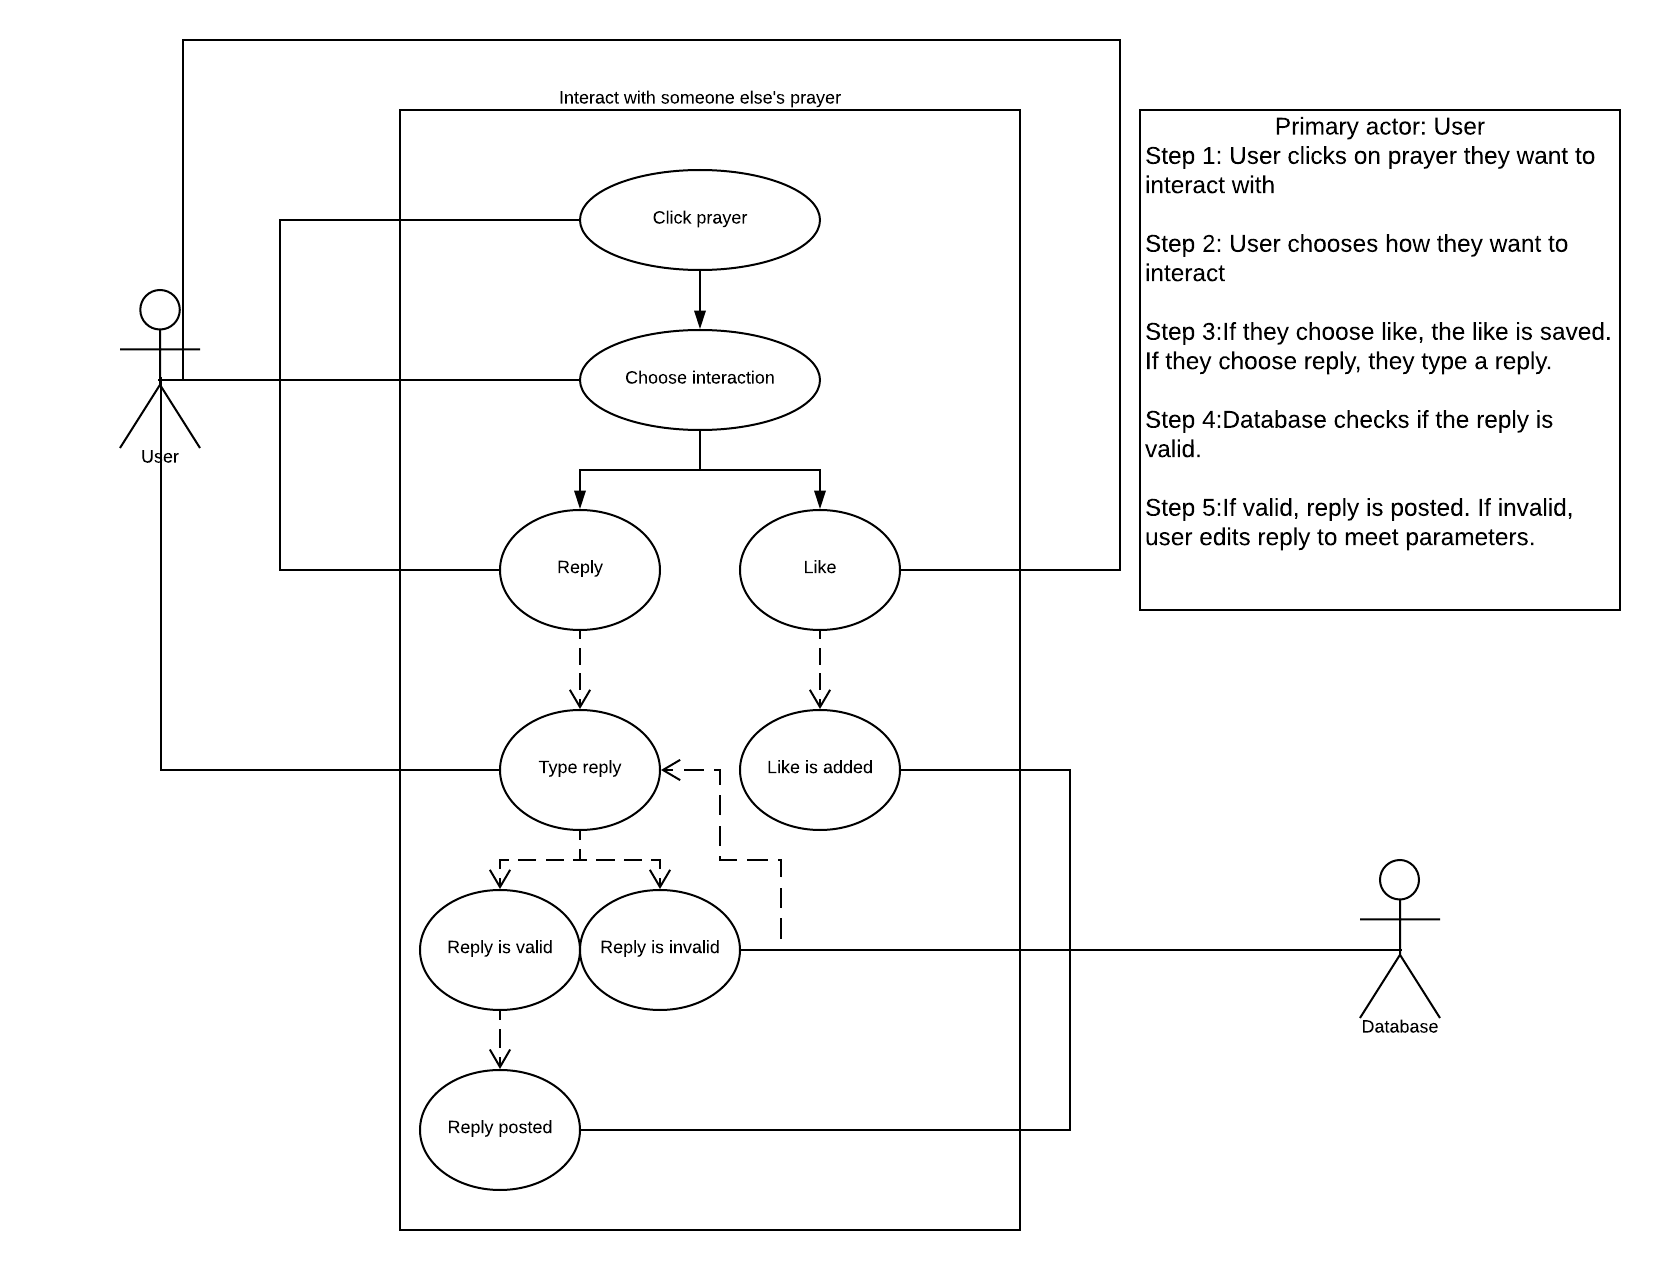 Interact with someone else's prayer
Primary actor: User
Step 1: User clicks on prayer they want to
interact with
Step 2: User chooses how they want to
interact
Step 3:If they choose like, the like is saved.
If they choose reply, they type a reply.
Step 4:Database checks if the reply is
valid.
Step 5:If valid, reply is posted. If invalid,
user edits reply to meet parameters.
Click prayer
Choose interaction
User
Reply
Like
Type reply
Like is added
Reply is valid
Reply is invalid
Database
Reply posted